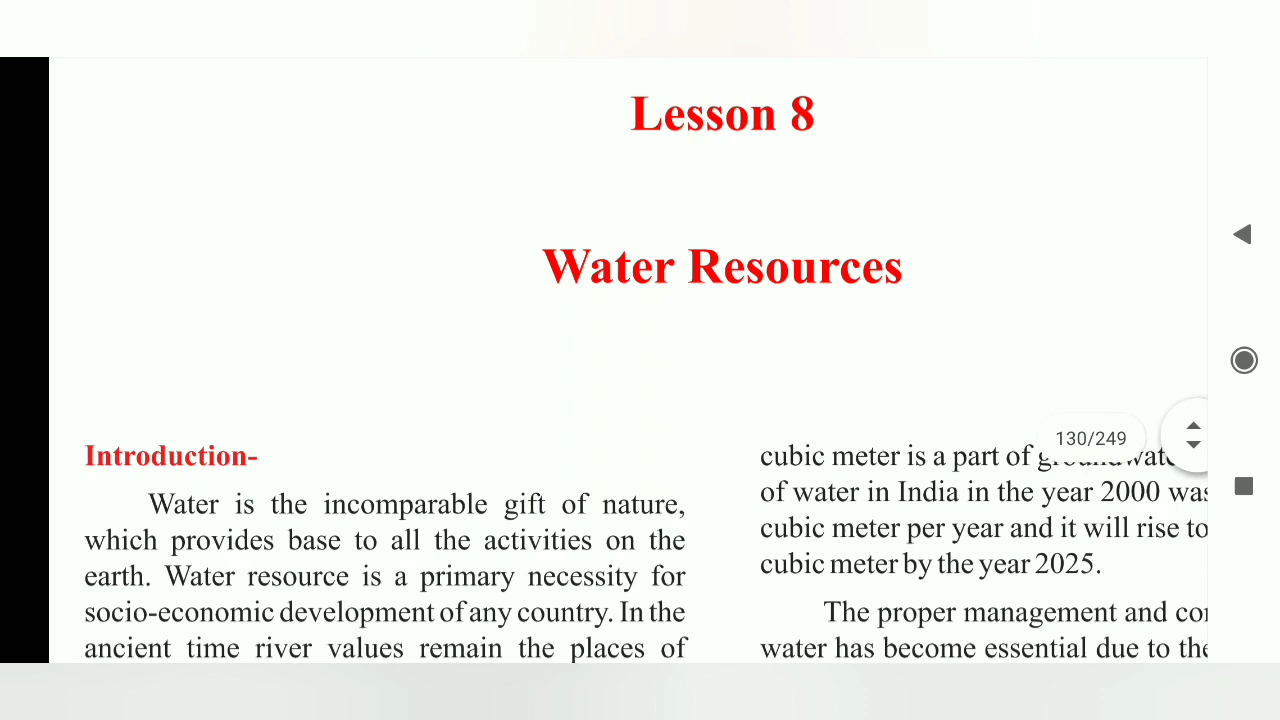 Lesson 8
Water Resources
Introduction-
Water is the incomparable gift of nature,
which provides base to all the activities on the
earth. Water resource is a primary necessity for
socio-economic development of any country. In the
ancient time river values remain the places of
cubic meter is a part of
of water in India in the year 2000 was
cubic meter per year and it will rise to
cubic meter by the year 2025.
The proper management and
water has become essential due to the
130/249